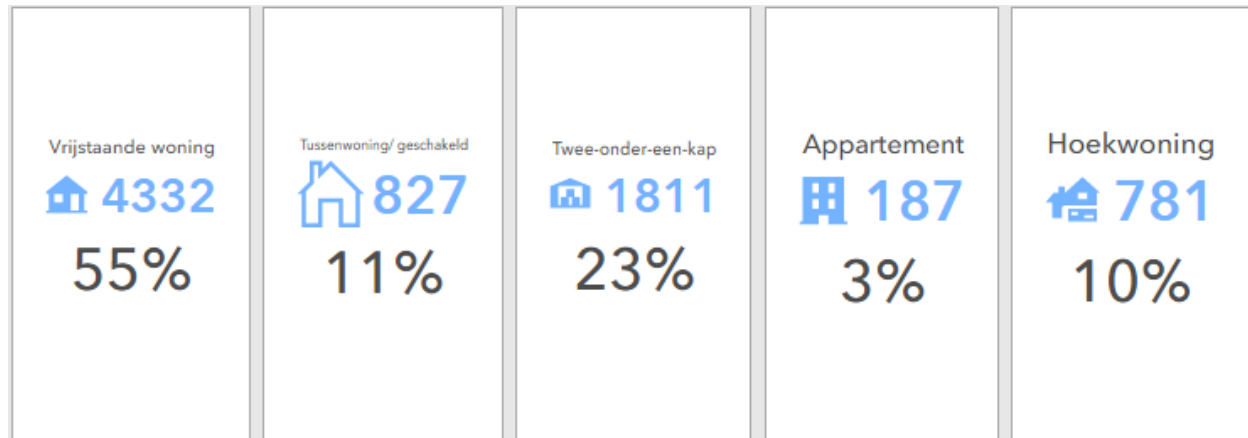 Vrijstaande woning
4332
55%
Tussenwoning/ geschakeld
827
11%
Twee-onder-een-kap
1811
23%
Appartement
187
3%
Hoekwoning
781
10%